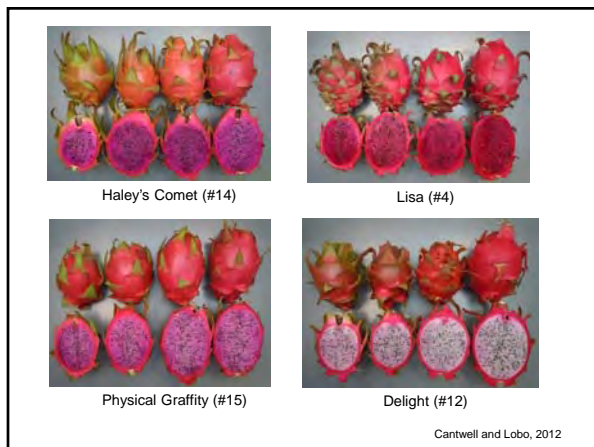 Haley's Comet (#14)
Lisa (#4)
Physical Graffity (#15)
Delight (#12)
Cantwell and Lobo, 2012